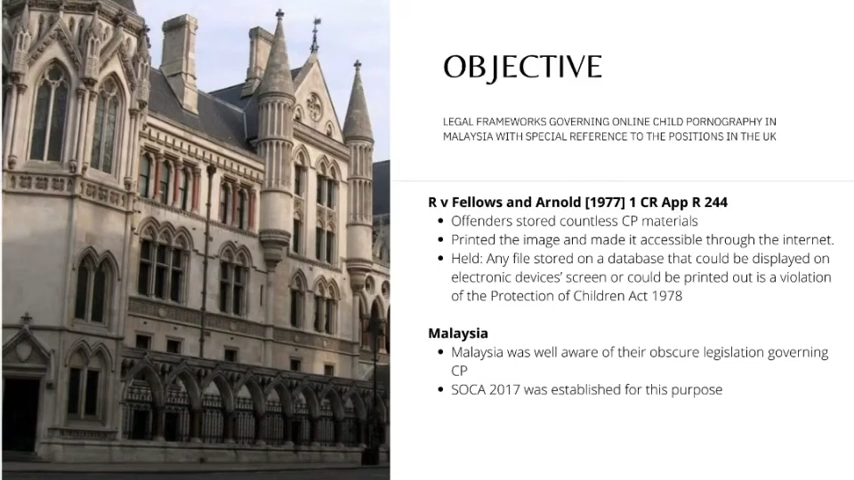 OBJECTIVE
LEGAL FRAMEWORKS GOVERNING ONLINE CHILD PORNOGRAPHY IN
MALAYSIA WITH SPECIAL REFERENCE TO THE POSITIONS IN THE UK
R v Fellows and Arnold [1977] 1 CR App R 244
• Offenders stored countless CP materials
• Printed the image and made it accessible through the internet.
• Held: Any file stored on a database that could be displayed on
electronic devices’ screen or could be printed out is a violation
of the Protection of Children Act 1978
Malaysia
• Malaysia was well aware of their obscure legislation governing
CP
• SOCA 2017 was established for this purpose